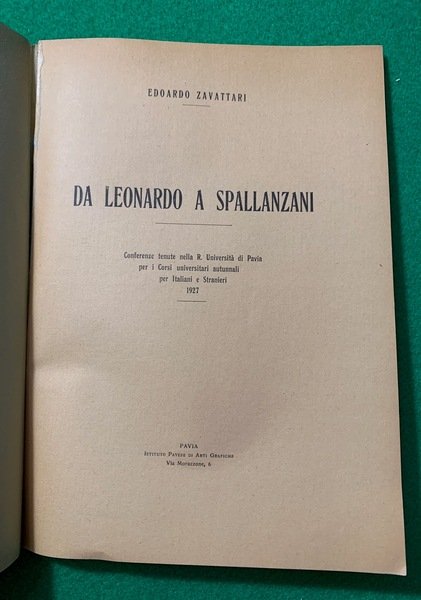 EDOARDO ZAVATTARI
DA LEONARDO A SPALLANZANI
Conferenze tenute nella R. Università di Pavia
per i Corsi universitari autunnali
per Italiani e Stranieri
1927
PAVIA
Istituto Pavese di Arti Grafiche
Via Morazzone, 6